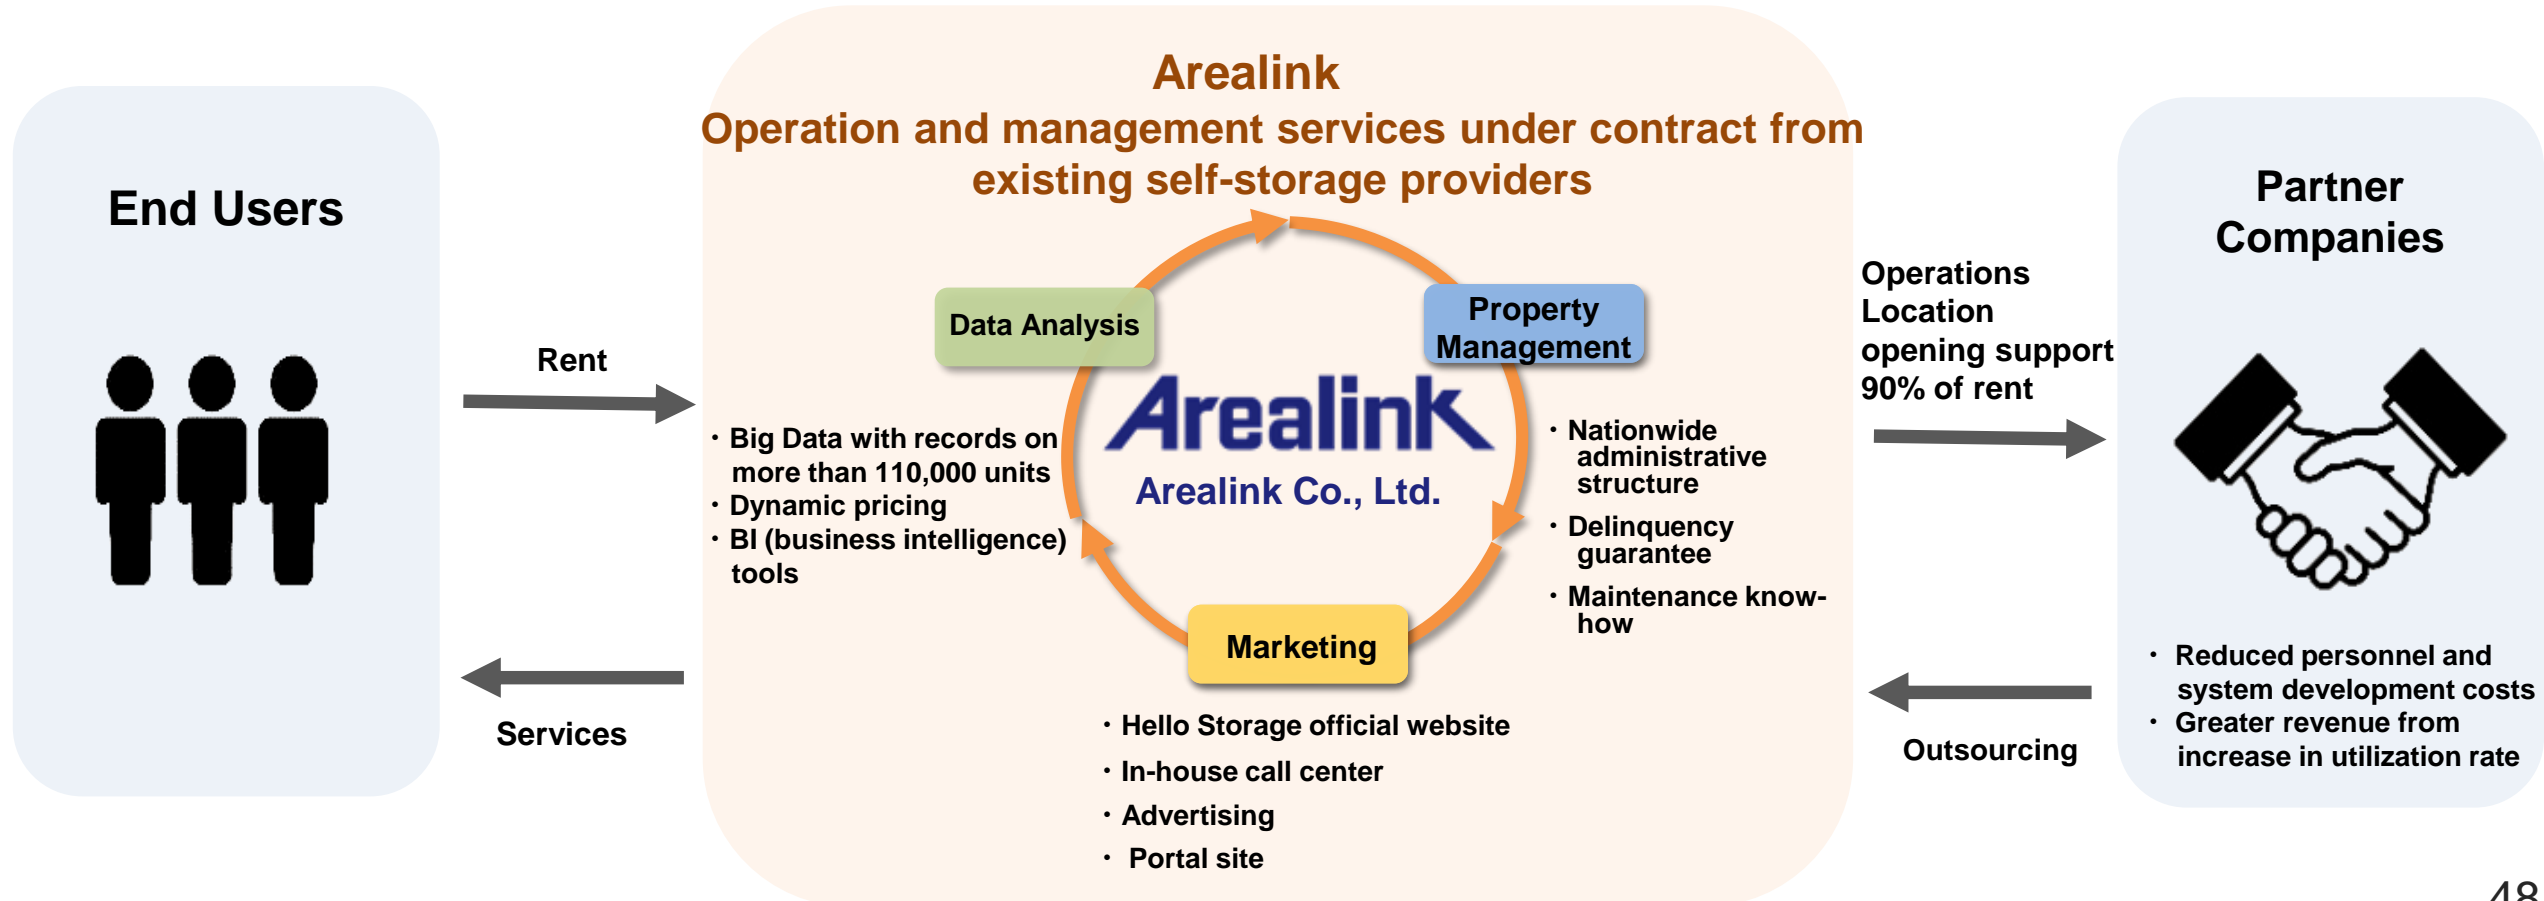 Arealink
Operation and management services under contract from
existing self-storage providers
End Users
Rent
Services
Data Analysis
・Big Data with records on
more than 110,000 units
・Dynamic pricing
・BI (business intelligence)
tools
Arealink
Arealink Co., Ltd.
Property
Management
・Nationwide
administrative
structure
・Delinquency
guarantee
・Maintenance know-
how
Marketing
・Hello Storage official website
・In-house call center
・Advertising
・ Portal site
Operations
Location
opening support
90% of rent
Outsourcing
Partner
Companies
・ Reduced personnel and
system development costs
・ Greater revenue from
increase in utilization rate
48